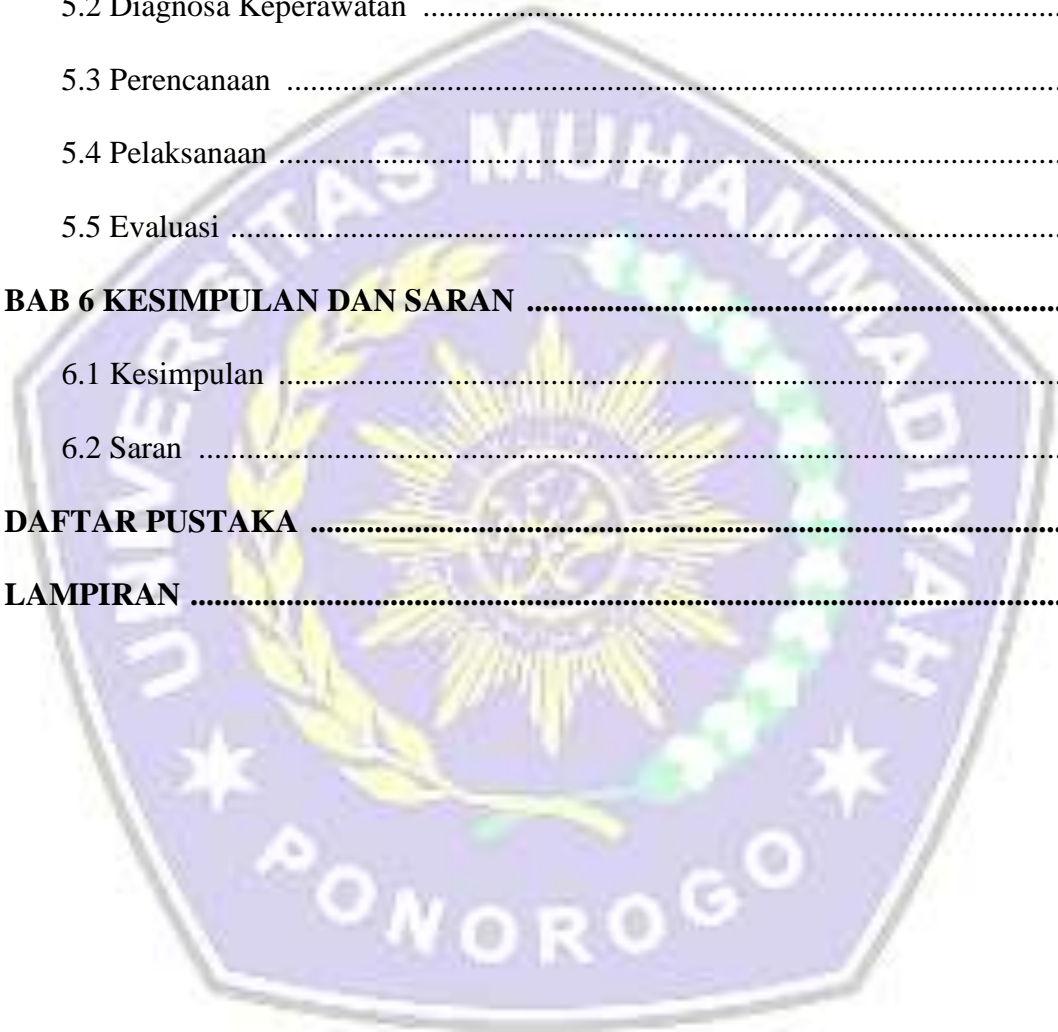 5.2 Diagnosa Keperawatan ....................................................................
5.3 Perencanaan ....................................................................................
5.4 Pelaksanaan .....................................................................................
5.5 Evaluasi ...........................................................................................
BAB 6 KESIMPULAN DAN SARAN .........................................................
6.1 Kesimpulan .....................................................................................
6.2 Saran ...............................................................................................
DAFTAR PUSTAKA ..................................................................................
LAMPIRAN ................................................................................................
UNIVERSITAS MUHAMMADIYAH
PONOROGO